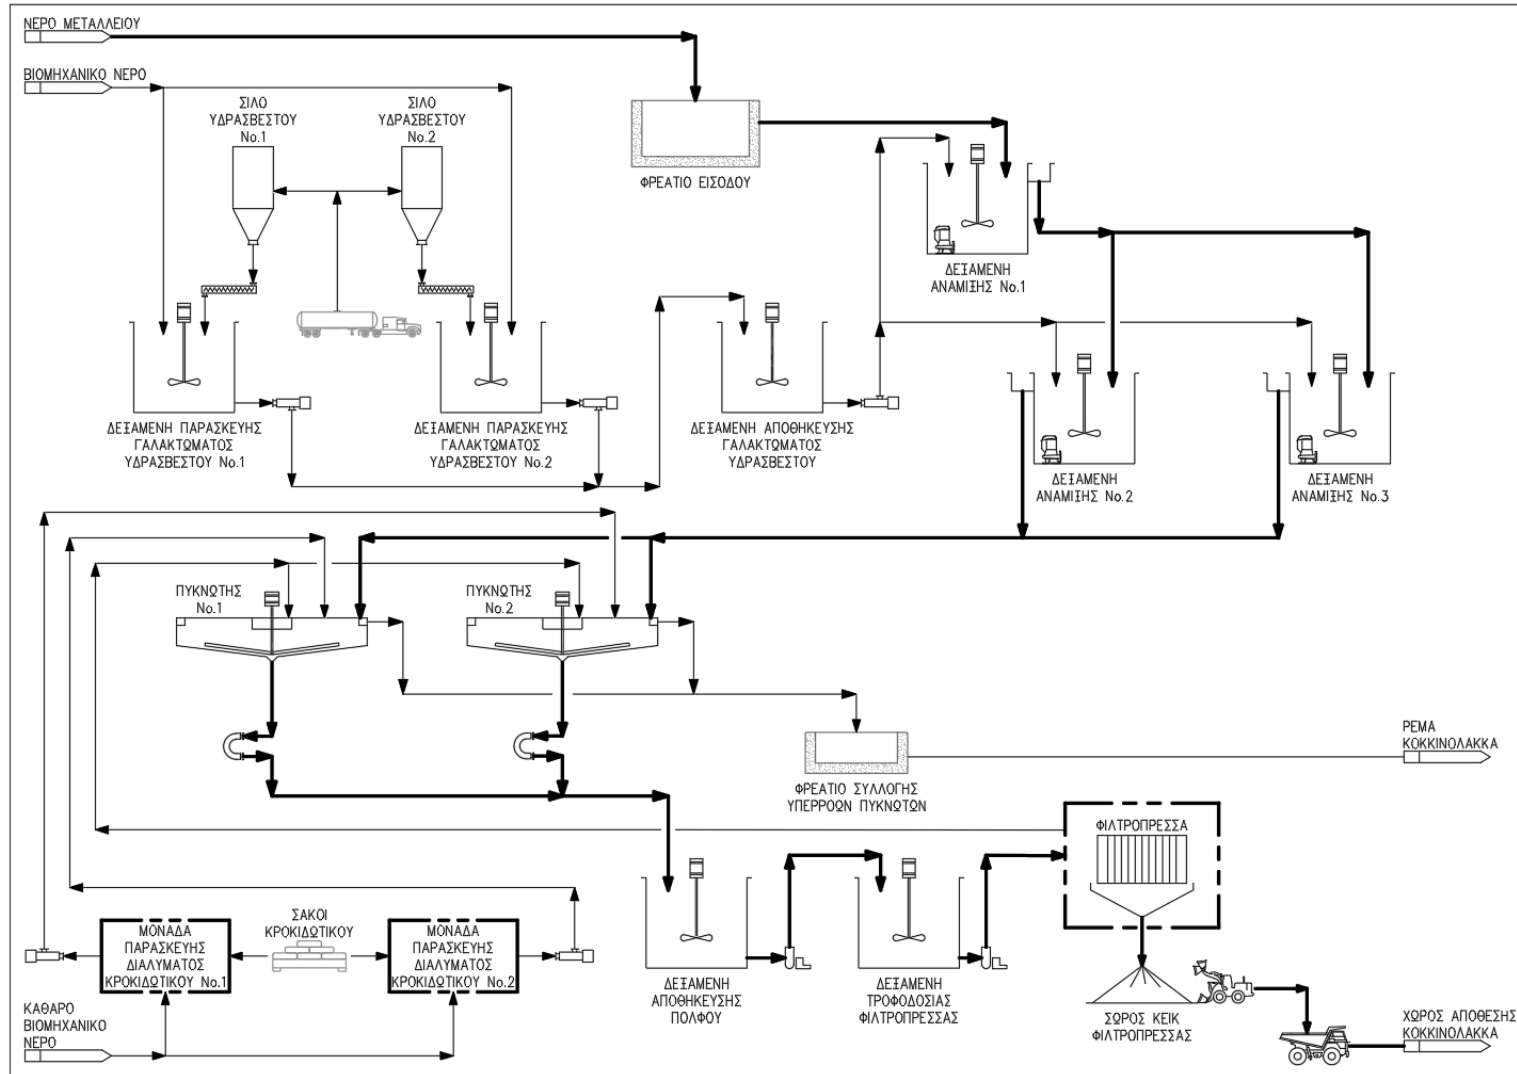 ΝΕΡΟ ΜΕΤΑΛΛΕΙΟΥ
ΒΙΟΜΗΧΑΝΙΚΟ ΝΕΡΟ
ΣΙΛΟ
ΥΔΡΑΣΒΕΣΤΟΥ
No.1
ΣΙΛΟ
ΥΔΡΑΣΒΕΣΤΟΥ
No.2
ΦΡΕΑΤΙΟ ΕΙΣΟΔΟΥ
ΔΕΞΑΜΕΝΗ
ΑΝΑΜΙΞΗΣ No.1
ΔΕΞΑΜΕΝΗ ΠΑΡΑΣΚΕΥΗΣ
ΓΑΛΑΚΤΩΜΑΤΟΣ
ΥΔΡΑΣΒΕΣΤΟΥ No.1
ΔΕΞΑΜΕΝΗ ΠΑΡΑΣΚΕΥΗΣ
ΓΑΛΑΚΤΩΜΑΤΟΣ
ΥΔΡΑΣΒΕΣΤΟΥ No.2
ΔΕΞΑΜΕΝΗ ΑΠΟΘΗΚΕΥΣΗΣ
ΓΑΛΑΚΤΩΜΑΤΟΣ
ΥΔΡΑΣΒΕΣΤΟΥ
ΔΕΞΑΜΕΝΗ
ΑΝΑΜΙΞΗΣ No.2
ΔΕΞΑΜΕΝΗ
ΑΝΑΜΙΞΗΣ No.3
ΠΥΚΝΩΤΗΣ
No.1
ΠΥΚΝΩΤΗΣ
No.2
ΦΡΕΑΤΙΟ ΣΥΛΛΟΓΗΣ
ΥΠΕΡΡΟΩΝ ΠΥΚΝΩΤΩΝ
ΡΕΜΑ
ΚΟΚΚΙΝΟΛΑΚΚΑ
ΦΙΛΤΡΟΠΡΕΣΣΑ
ΜΟΝΑΔΑ
ΠΑΡΑΣΚΕΥΗΣ
ΔΙΑΛΥΜΑΤΟΣ
ΚΡΟΚΙΔΩΤΙΚΟΥ No.1
ΣΑΚΟΙ
ΚΡΟΚΙΔΩΤΙΚΟΥ
ΜΟΝΑΔΑ
ΠΑΡΑΣΚΕΥΗΣ
ΔΙΑΛΥΜΑΤΟΣ
ΚΡΟΚΙΔΩΤΙΚΟΥ No.2
ΔΕΞΑΜΕΝΗ
ΑΠΟΘΗΚΕΥΣΗΣ
ΠΟΛΦΟΥ
ΔΕΞΑΜΕΝΗ
ΤΡΟΦΟΔΟΣΙΑΣ
ΦΙΛΤΡΟΠΡΕΣΣΑΣ
ΣΩΡΟΣ ΚΕΙΚ
ΦΙΛΤΡΟΠΡΕΣΣΑΣ
ΧΩΡΟΣ ΑΠΟΘΕΣΗΣ
ΚΟΚΚΙΝΟΛΑΚΚΑ
ΚΑΘΑΡΟ
ΒΙΟΜΗΧΑΝΙΚΟ
ΝΕΡΟ